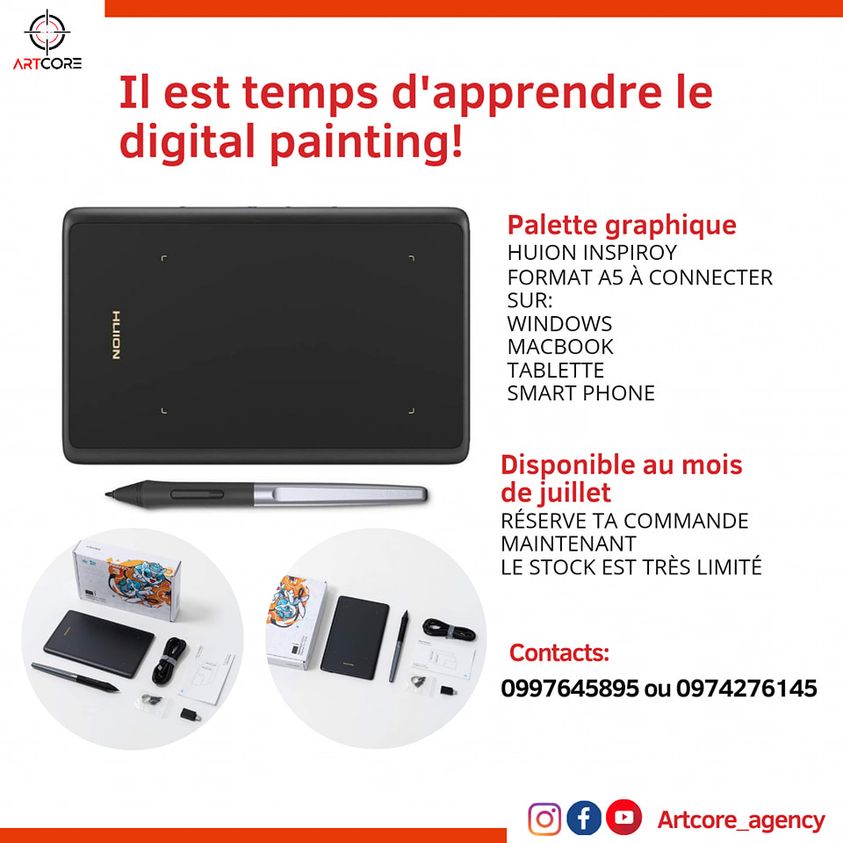 ARTCORE
Il est temps d'apprendre le
digital painting!
HUION
Palette graphique
HUION INSPIROY
FORMAT A5 À CONNECTER
SUR:
WINDOWS
MACBOOK
TABLETTE
SMART PHONE
Disponible au mois
de juillet
RÉSERVE TA COMMANDE
MAINTENANT
LE STOCK EST TRÈS LIMITÉ
Contacts:
0997645895 ou 0974276145
Artcore_agency